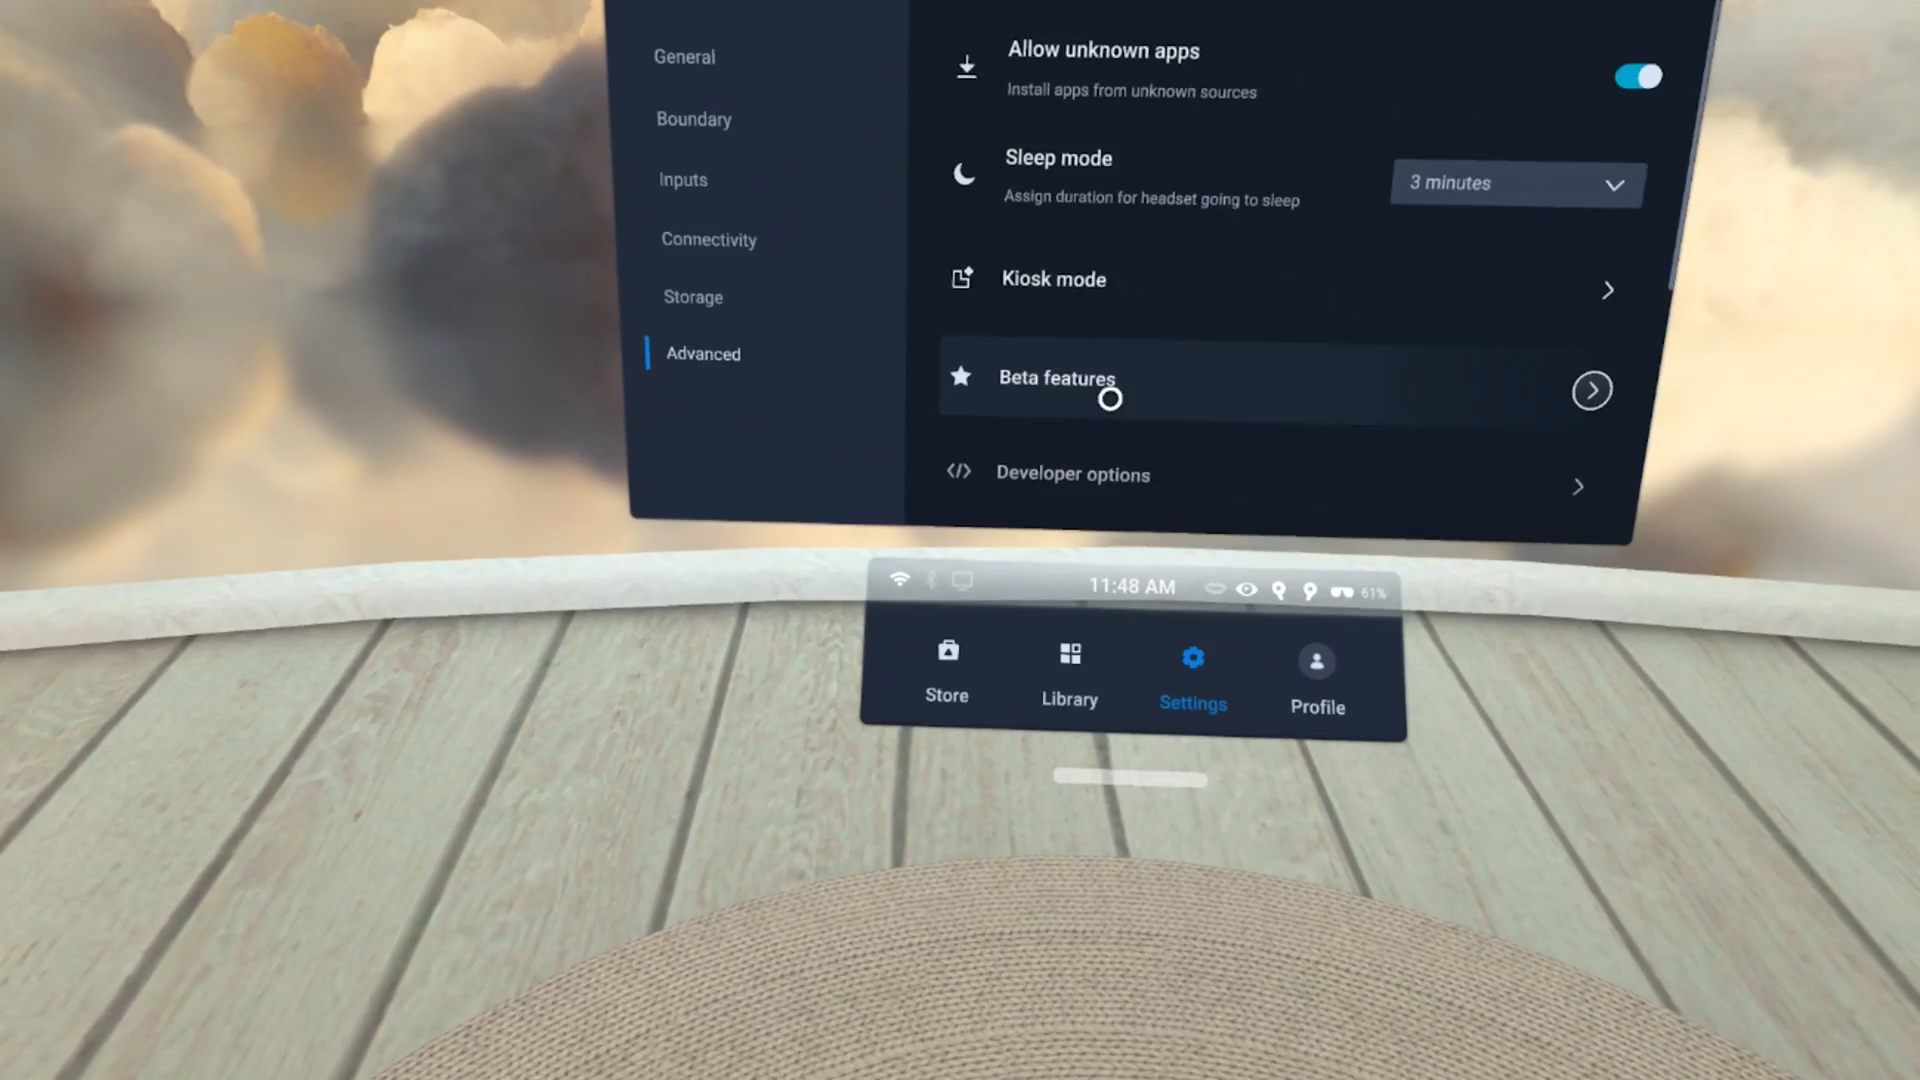 General
Boundary
Inputs
Connectivity
Storage
Advanced
Allow unknown apps
Install apps from unknown sources
Sleep mode
Assign duration for headset going to sleep
3 minutes
Kiosk mode
Beta features
Developer options
11:48 AM
61%
Store
Library
Settings
Profile